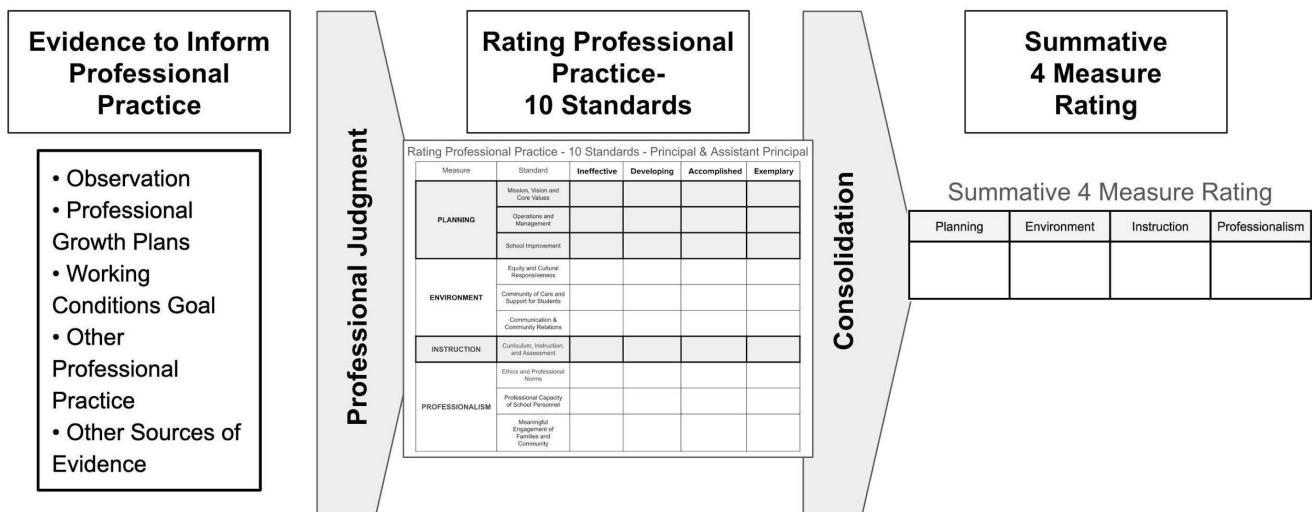 Evidence to Inform
Professional
Practice
• Observation
• Professional
Growth Plans
• Working
Conditions Goal
• Other
Professional
Practice
• Other Sources of
Evidence
Professional Judgment
Rating Professional
Practice-
10 Standards
Rating Professional Practice - 10 Standards - Principal & Assistant Principal
Measure Standard Ineffective Developing Accomplished Exemplary
PLANNING
Mission, Vision and
Core Values
Operations and
Management
School Improvement
ENVIRONMENT
Equity and Cultural
Responsiveness
Community of Care and
Support for Students
Communication &
Community Relations
INSTRUCTION
Curriculum, Instruction,
and Assessment
PROFESSIONALISM
Ethics and Professional
Norms
Professional Capacity
of School Personnel
Meaningful
Engagement of
Families and
Community
Consolidation
Summative
4 Measure
Rating
Summative 4 Measure Rating
Planning Environment Instruction Professionalism